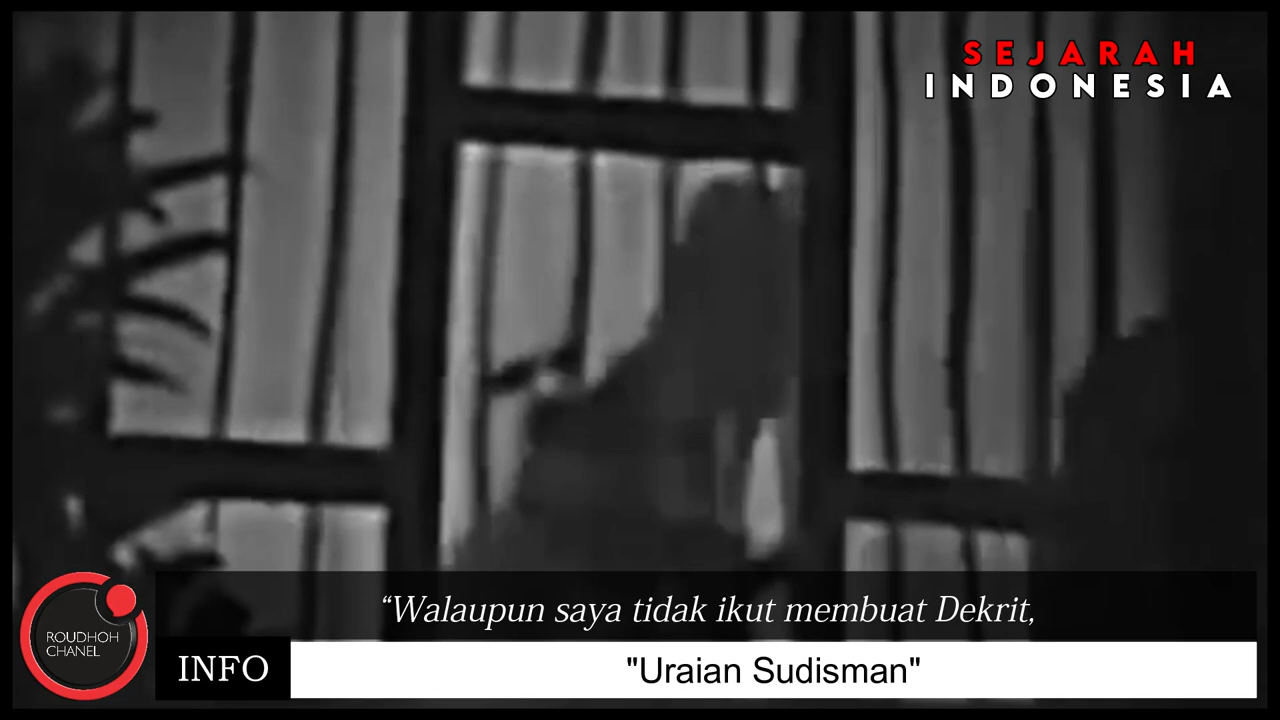 SEJARAH
INDONESIA
“Walaupun saya tidak ikut membuat Dekrit,
ROUDHOH
CHANEL
INFO
"Uraian Sudisman"